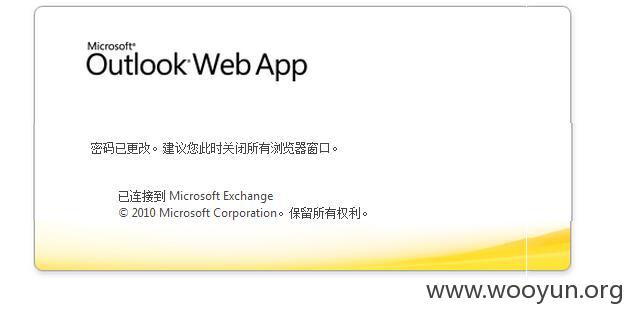 Microsoft®
Outlook® Web App
密码已更改。建议您此时关闭所有浏览器窗口。
已连接到 Microsoft Exchange
© 2010 Microsoft Corporation。保留所有权利。
www.wooyun.org